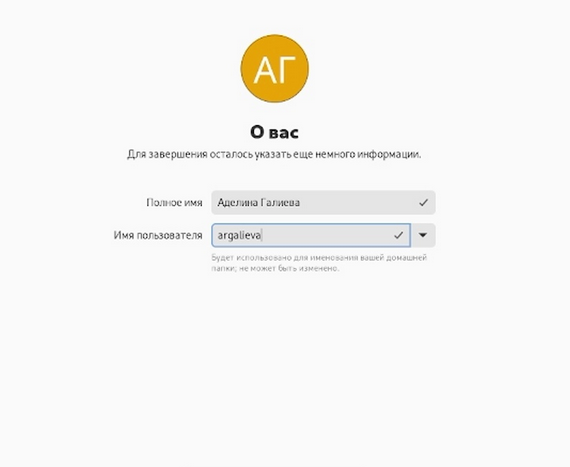 АГ
О вас
Для завершения осталось указать еще немного информации.
Полное имя Аделина Галиева
Имя пользователя argalieva
Будет использовано для именования вашей домашней
папки; не может быть изменено.